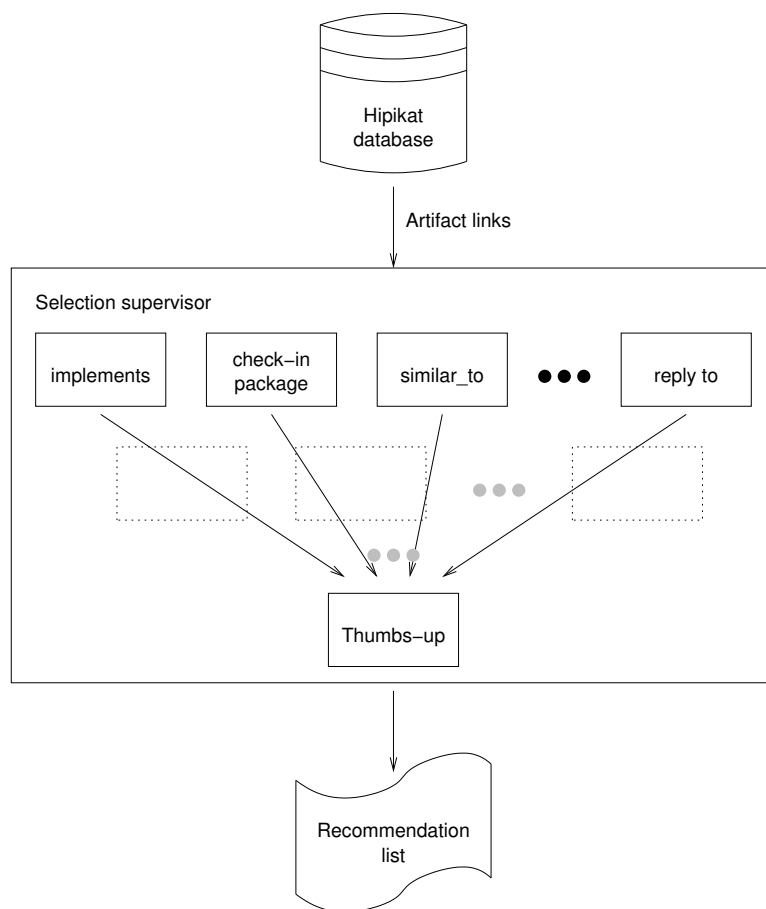 Hipikat
database
Artifact links
Selection supervisor
implements
check−in
package
similar_to
reply to
Thumbs−up
Recommendation
list